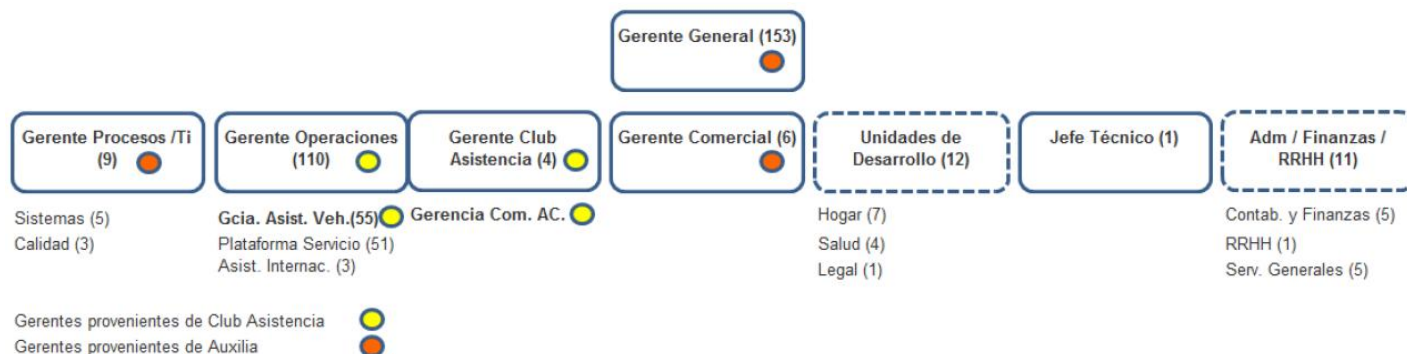 Gerente General (153)
Gerente Procesos /Ti
(9)
Gerente Operaciones
(110)
Gerente Club
Asistencia (4)
Gerente Comercial (6)
Unidades de
Desarrollo (12)
Jefe Técnico (1)
Adm / Finanzas /
RRHH (11)
Sistemas (5)
Calidad (3)
Gcia. Asist. Veh.(55)
Plataforma Servicio (51)
Asist. Internac. (3)
Gerencia Com. AC.
Hogar (7)
Salud (4)
Legal (1)
Contab. y Finanzas (5)
RRHH (1)
Serv. Generales (5)
Gerentes provenientes de Club Asistencia
Gerentes provenientes de Auxilia